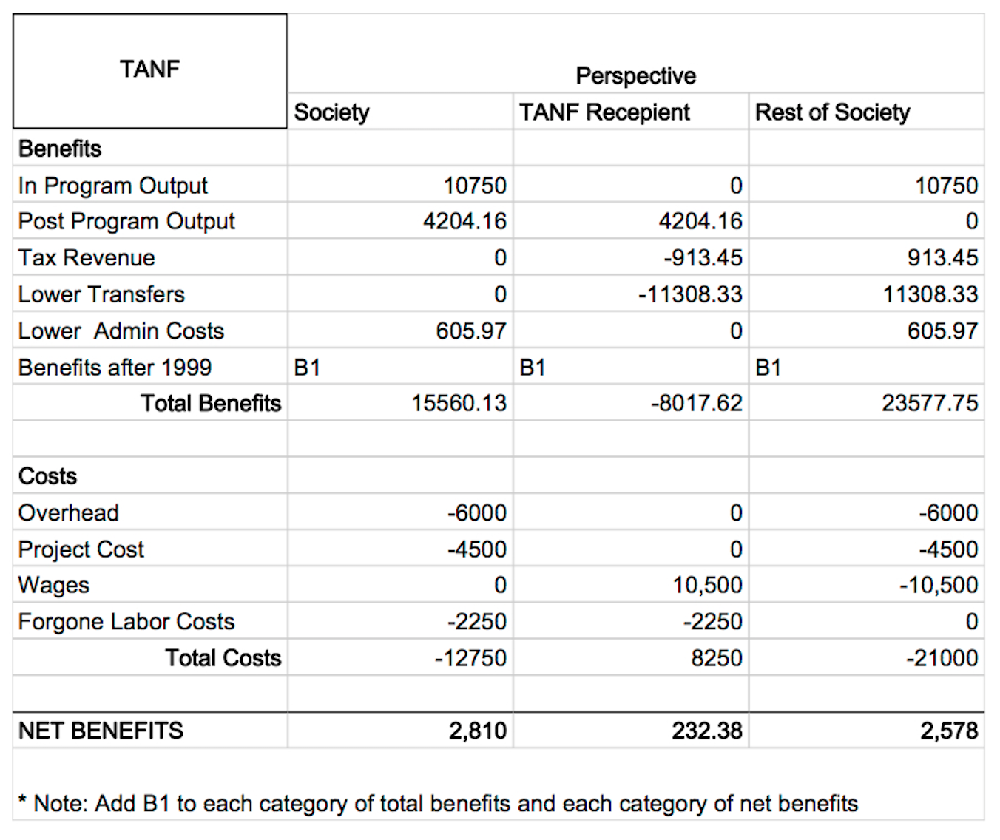 TANF
Perspective
Society TANF Recepient Rest of Society
Benefits
In Program Output 10750 0 10750
Post Program Output 4204.16 4204.16 0
Tax Revenue 0 -913.45 913.45
Lower Transfers 0 -11308.33 11308.33
Lower Admin Costs 605.97 0 605.97
Benefits after 1999 B1 B1 B1
Total Benefits 15560.13 -8017.62 23577.75
Costs
Overhead -6000 0 -6000
Project Cost -4500 0 -4500
Wages 0 10,500 -10,500
Forgone Labor Costs -2250 -2250 0
Total Costs -12750 8250 -21000
NET BENEFITS 2,810 232.38 2,578
* Note: Add B1 to each category of total benefits and each category of net benefits